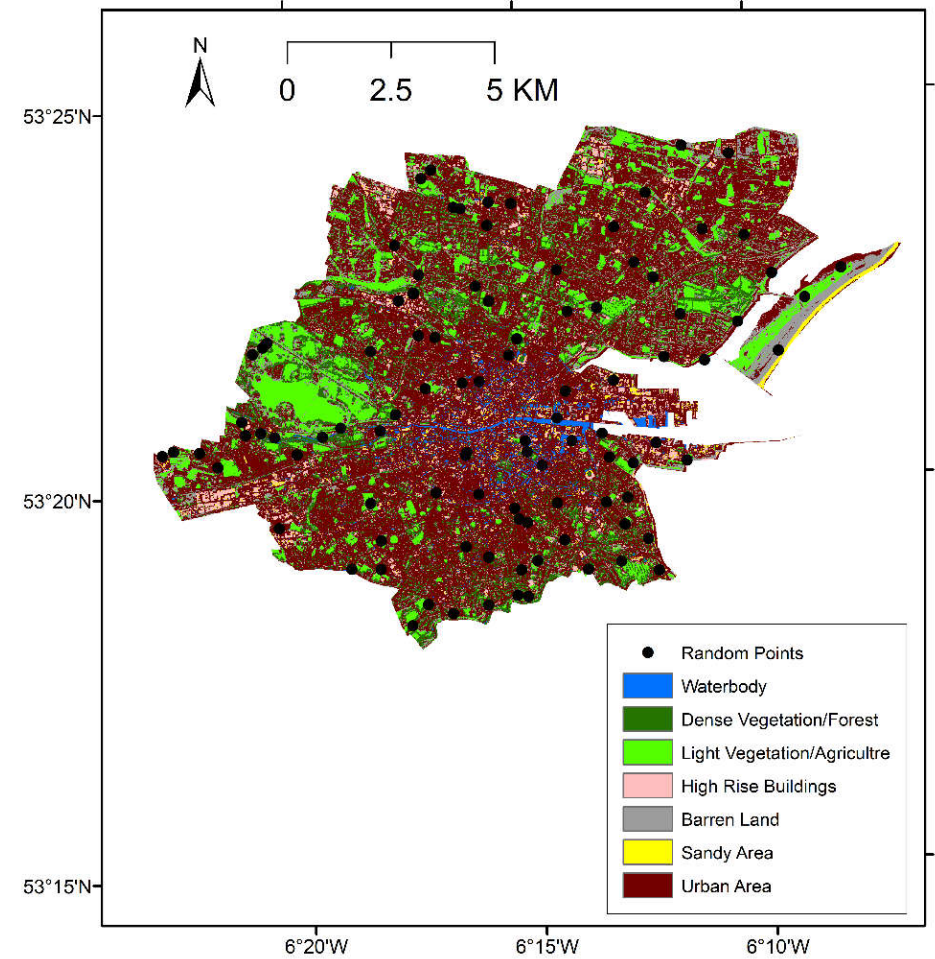 N
0 2.5 5 KM
53°25'N
53°20'N
53°15'N
Random Points
Waterbody
Dense Vegetation/Forest
Light Vegetation/Agricultre
High Rise Buildings
Barren Land
Sandy Area
Urban Area
6°20'W 6°15'W 6°10'W